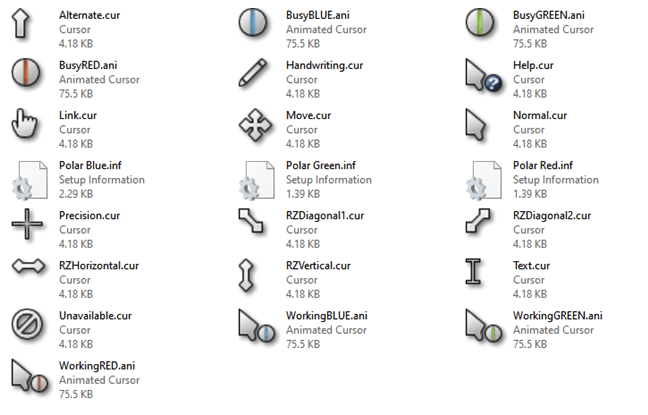 Alternate.cur
Cursor
4.18 KB
BusyBLUE.ani
Animated Cursor
75.5 KB
BusyGREEN.ani
Animated Cursor
75.5 KB
BusyRED.ani
Animated Cursor
75.5 KB
Handwriting.cur
Cursor
4.18 KB
Help.cur
Cursor
4.18 KB
Link.cur
Cursor
4.18 KB
Move.cur
Cursor
4.18 KB
Normal.cur
Cursor
4.18 KB
Polar Blue.inf
Setup Information
2.29 KB
Polar Green.inf
Setup Information
1.39 KB
Polar Red.inf
Setup Information
1.39 KB
Precision.cur
Cursor
4.18 KB
RZDiagonal1.cur
Cursor
4.18 KB
RZDiagonal2.cur
Cursor
4.18 KB
RZHorizontal.cur
Cursor
4.18 KB
RZVertical.cur
Cursor
4.18 KB
Text.cur
Cursor
4.18 KB
Unavailable.cur
Cursor
4.18 KB
WorkingBLUE.ani
Animated Cursor
75.5 KB
WorkingGREEN.ani
Animated Cursor
75.5 KB
WorkingRED.ani
Animated Cursor
75.5 KB